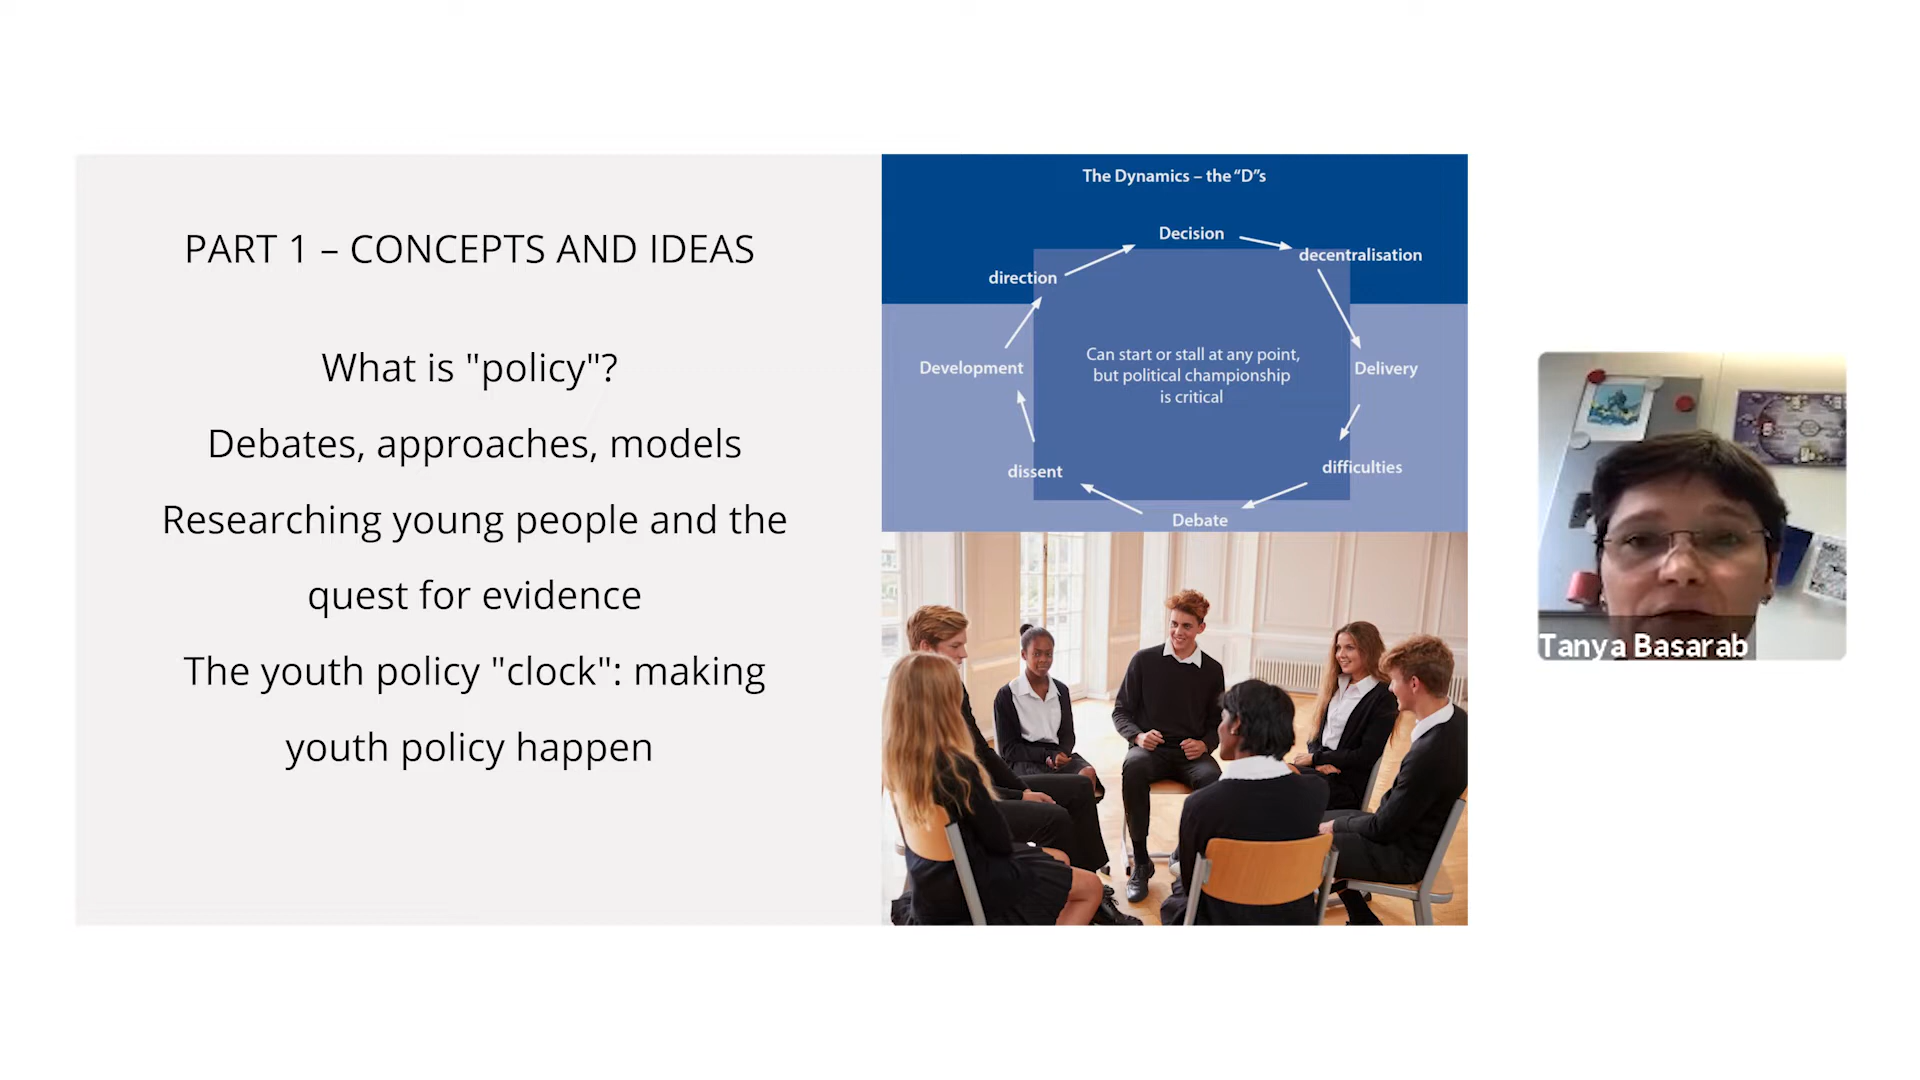 PART 1 – CONCEPTS AND IDEAS
What is "policy"?
Debates, approaches, models
Researching young people and the
quest for evidence
The youth policy "clock": making
youth policy happen
The Dynamics – the “D”s
Decision
decentralisation
direction
Can start or stall at any point,
but political championship
is critical
Development
Delivery
difficulties
dissent
Debate
Tanya Basarab